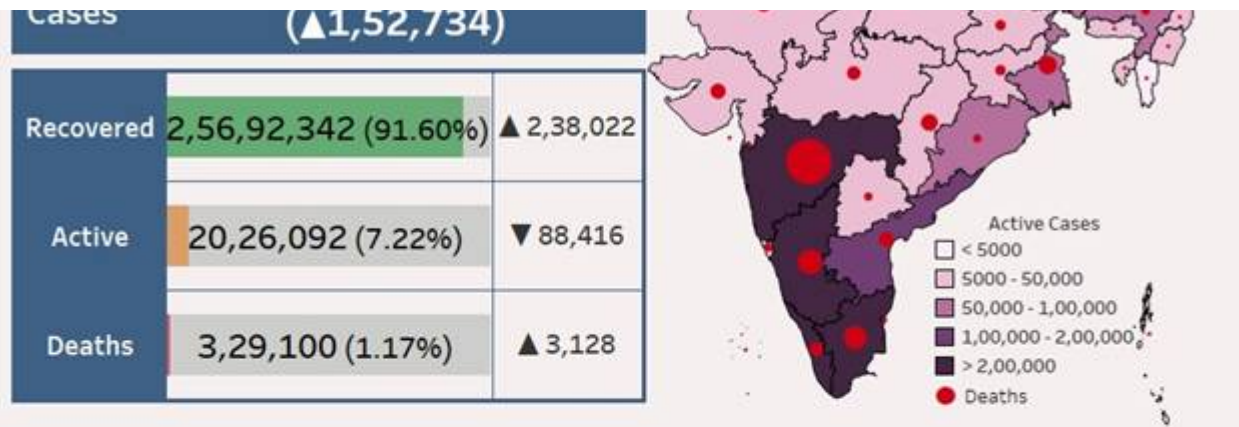 Cases
(▲1,52,734)
Recovered 2,56,92,342 (91.60%) ▲ 2,38,022
Active 20,26,092 (7.22%) ▼ 88,416
Deaths 3,29,100 (1.17%) ▲ 3,128
Active Cases
< 5000
5000 - 50,000
50,000 - 1,00,000
1,00,000 - 2,00,000
> 2,00,000
Deaths